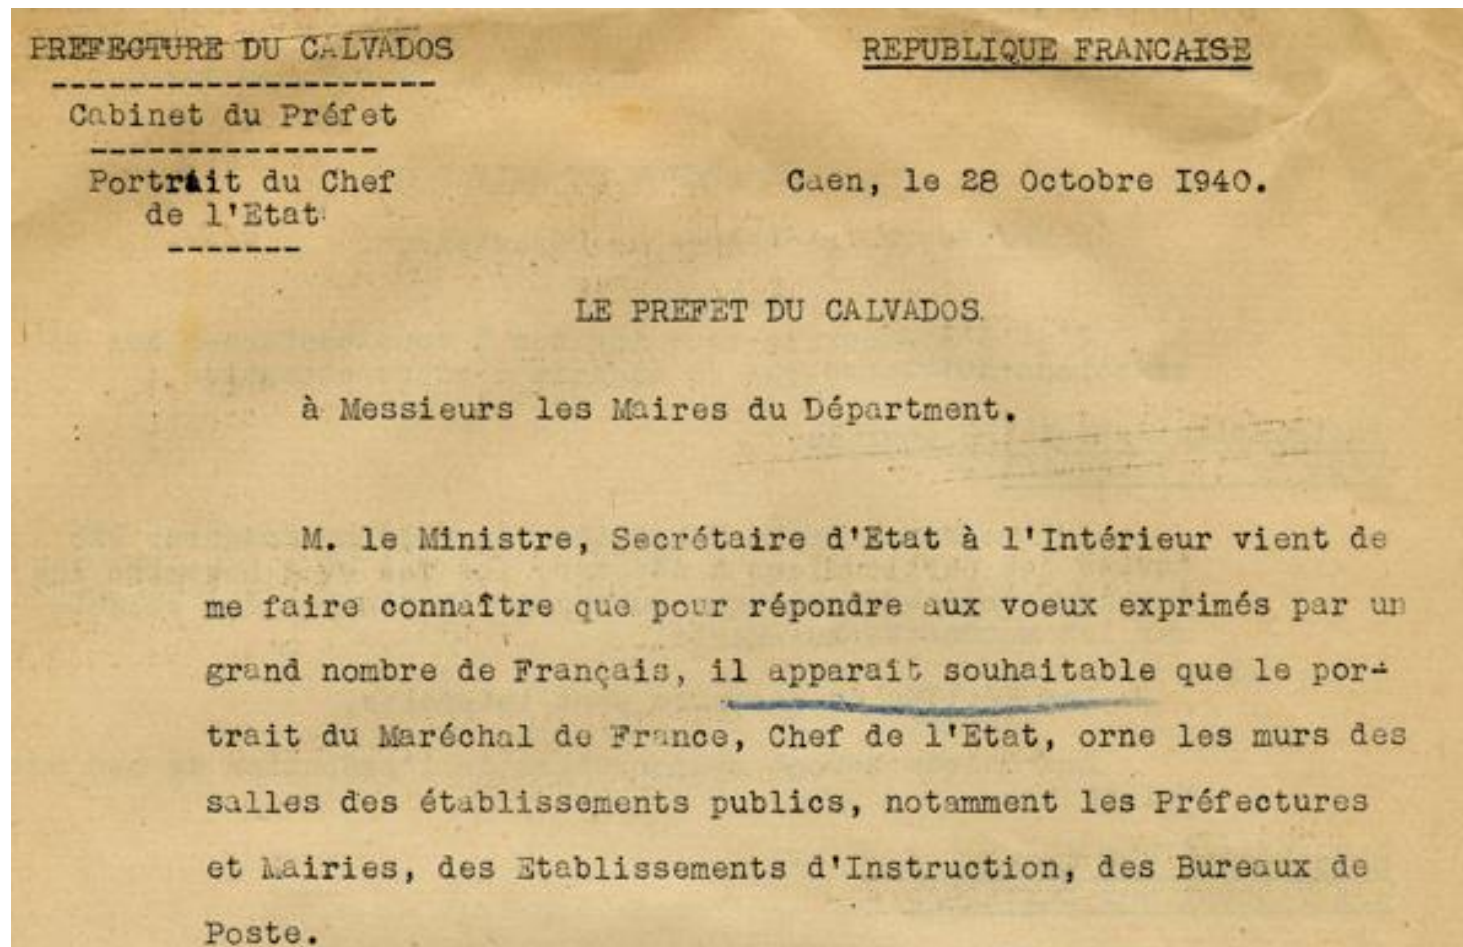 PREFECTURE DU CALVADOS
REPUBLIQUE FRANCAISE
-------------------
Cabinet du Préfet
---------------
Portrait du Chef
de l'Etat
-------
Caen, le 28 Octobre I940.
LE PREFET DU CALVADOS.
à Messieurs les Maires du Départment.
M. le Ministre, Secrétaire d'Etat à l'Intérieur vient de
me faire connaître que pour répondre aux voeux exprimés par un
grand nombre de Français, il apparait souhaitable que le por-
trait du Maréchal de France, Chef de l'Etat, orne les murs des
salles des établissements publics, notamment les Préfectures
et Mairies, des Etablissements d'Instruction, des Bureaux de
Poste.